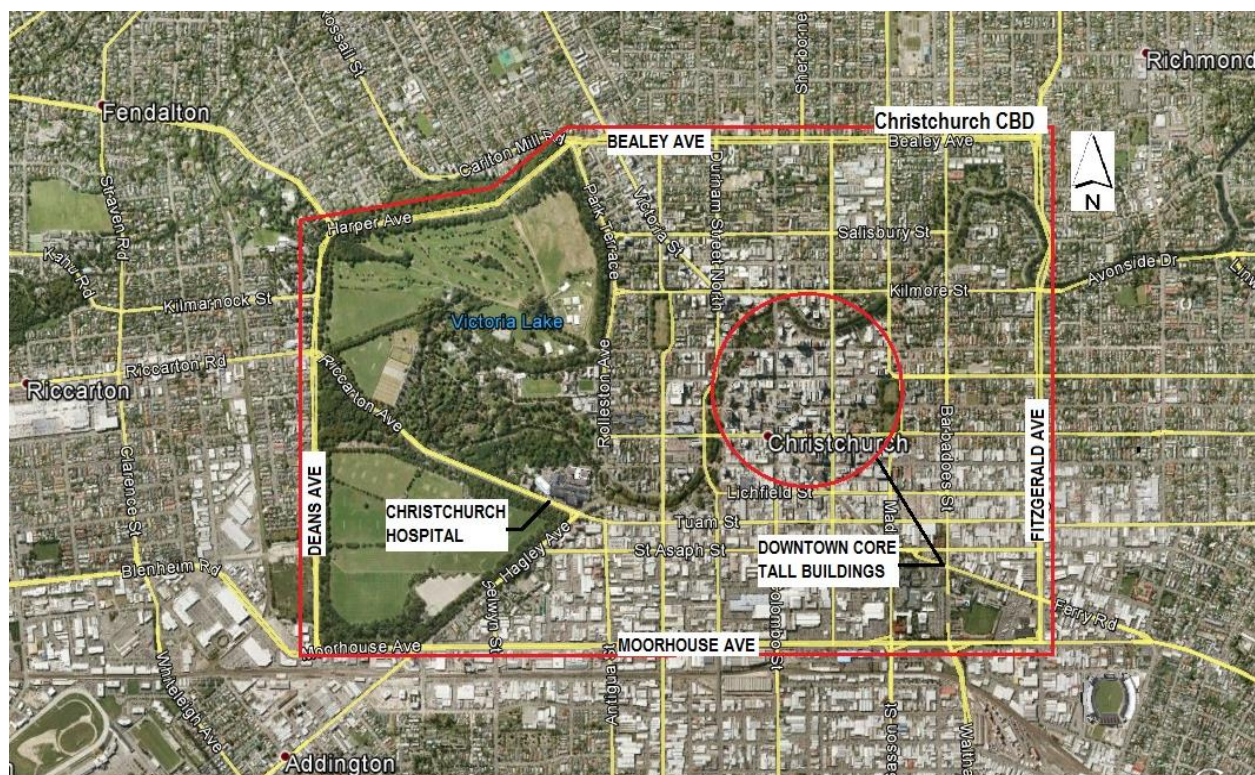 Rossall St
Sherborne
Richmond
Fendalton
Christchurch CBD
Carlton Mill Rd
BEALEY AVE
Bealey Ave
N
Straven Rd
Park Terrace
Victoria St
Durham Street North
Harper Ave
Salisbury St
Kahu Rd
Kilmarnock St
Kilmore St
Avonside Dr
Victoria Lake
Riccarton Rd
Riccarton
Riccarton Ave
Rolleston Ave
Christchurch
Barbadoes St
FITZGERALD AVE
Clarence St
DEANS AVE
CHRISTCHURCH
HOSPITAL
Lichfield St
Tuam St
St Asaph St
DOWNTOWN CORE
TALL BUILDINGS
Blenheim Rd
Hagley Ave
Selwyn St
Colombo St
Ferry Rd
Moorhouse Ave
MOORHOUSE AVE
Whiteleigh Ave
Antigua St
Addington